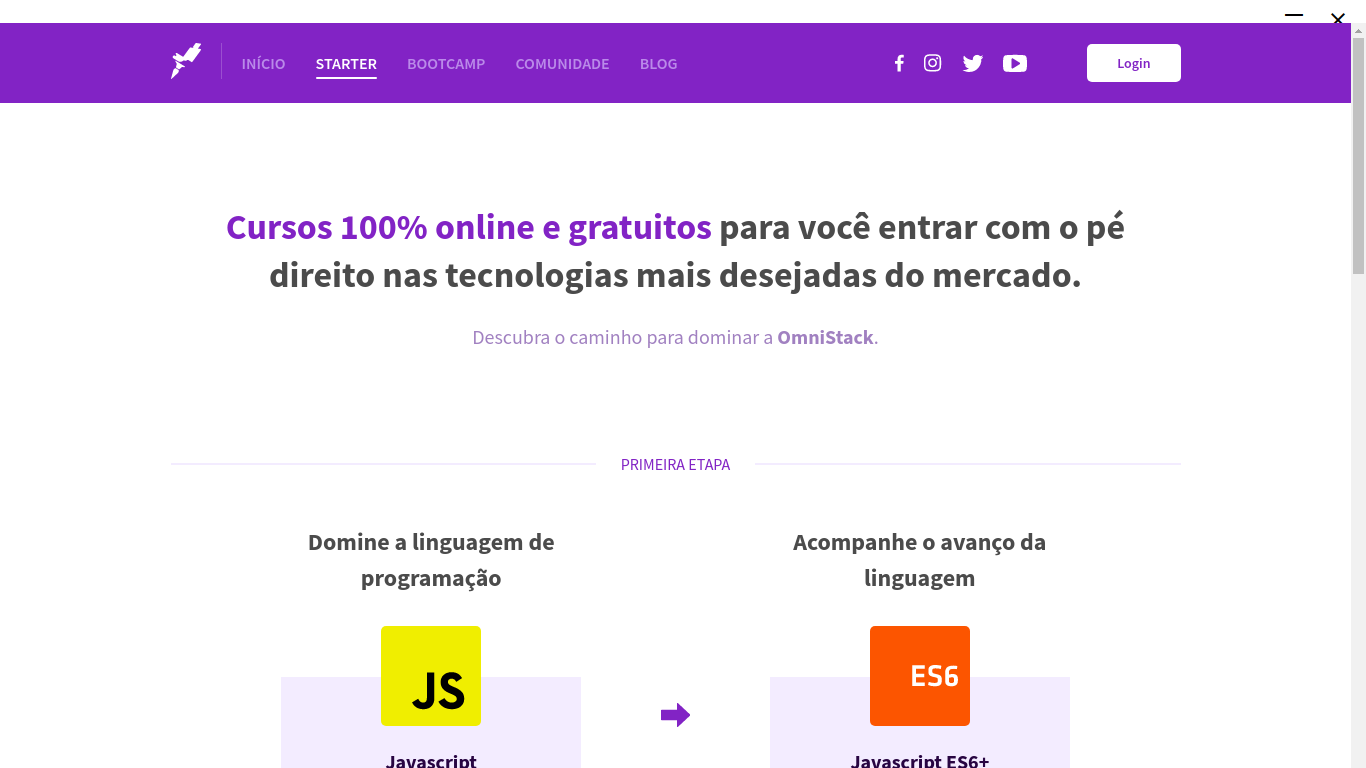 INÍCIO STARTER BOOTCAMP COMUNIDADE BLOG Login
Cursos 100% online e gratuitos para você entrar com o pé
direito nas tecnologias mais desejadas do mercado.
Descubra o caminho para dominar a OmniStack.
PRIMEIRA ETAPA
Domine a linguagem de
programação
JS
Javascript
Acompanhe o avanço da
linguagem
ES6
Javascript ES6+